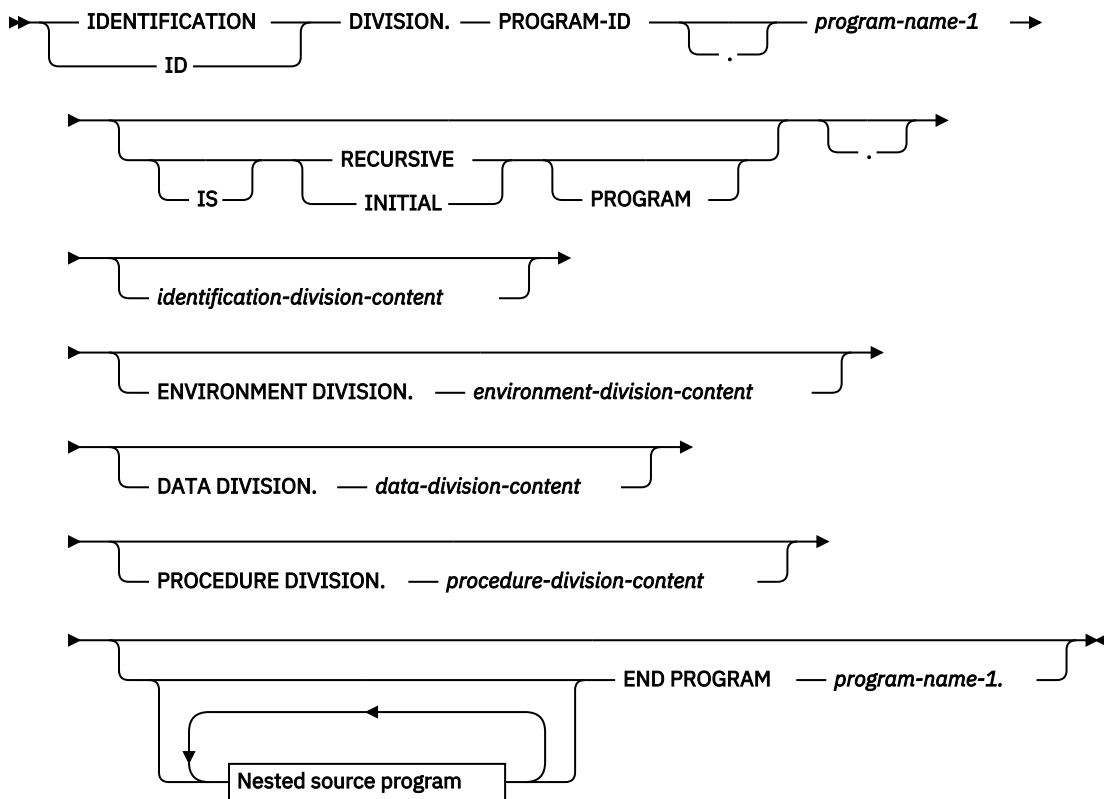 IDENTIFICATION DIVISION. PROGRAM-ID program-name-1
ID .
RECURSIVE .
IS INITIAL PROGRAM
identification-division-content
ENVIRONMENT DIVISION. environment-division-content
DATA DIVISION. data-division-content
PROCEDURE DIVISION. procedure-division-content
END PROGRAM program-name-1.
Nested source program